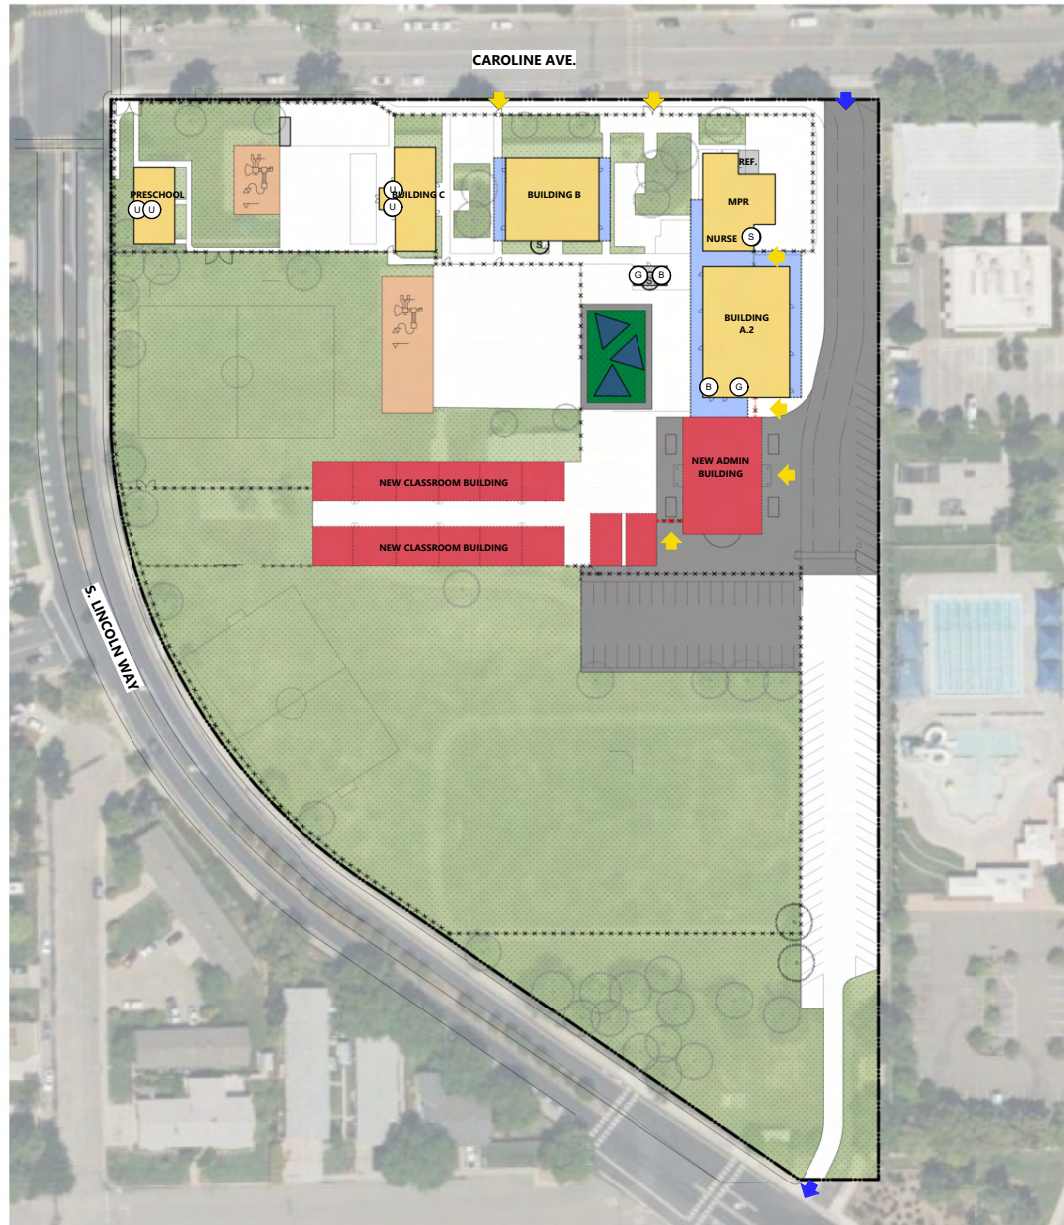 CAROLINE AVE.
PRESCHOOL
U U
U
BUILDING C
U
BUILDING B
S
REF.
MPR
NURSE S
G B
S
BUILDING
A.2
B G
NEW ADMIN
BUILDING
NEW CLASSROOM BUILDING
NEW CLASSROOM BUILDING
S. LINCOLN WAY